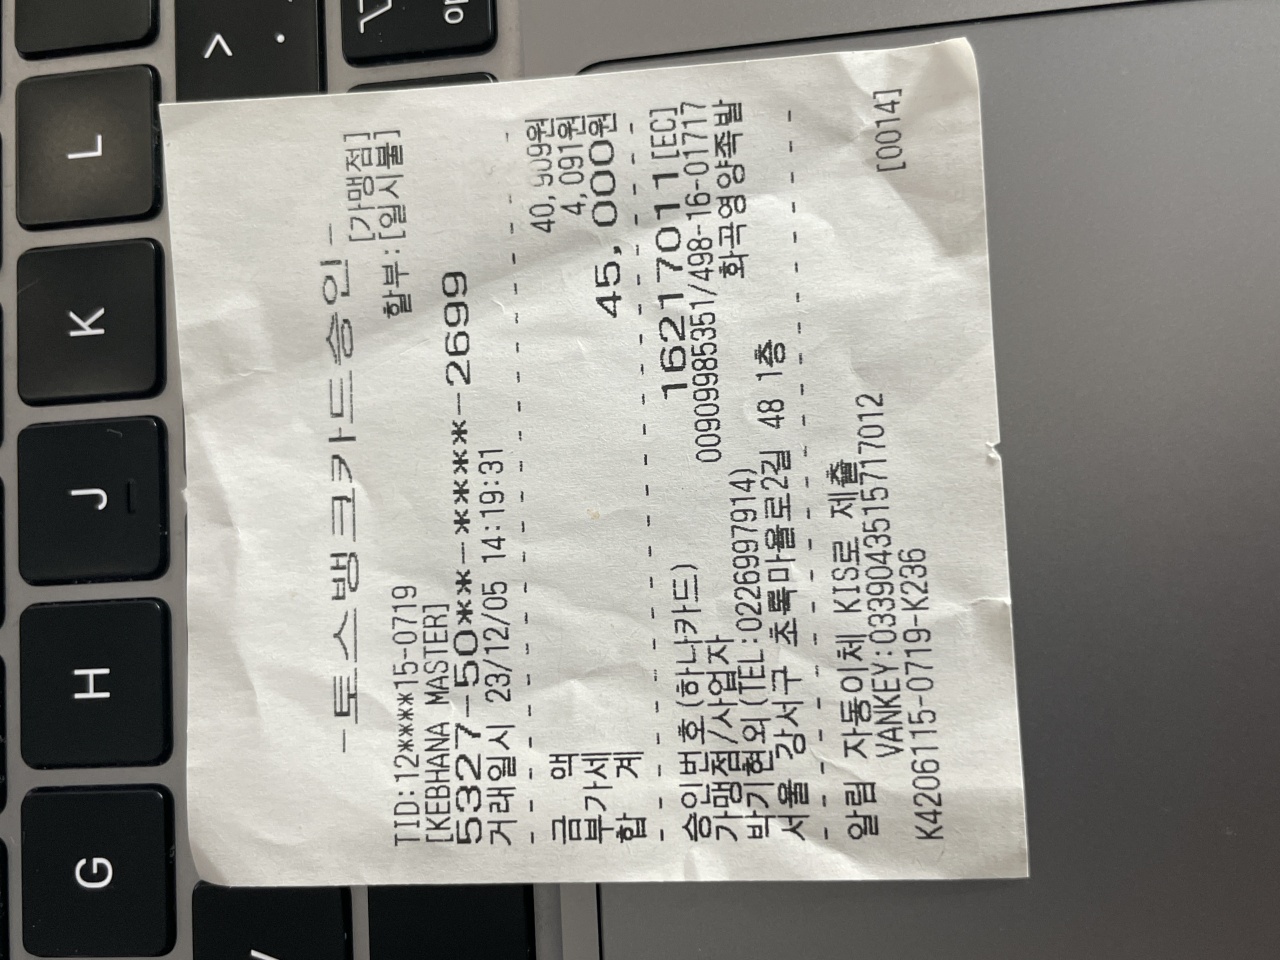 -토스뱅크카드승인-
[가맹점]
TID:12****15-0719 할부:[일시불]
[KEBHANA MASTER]
5327-50**-****-2699
거래일시 23/12/05 14:19:31
금 액 40,909원
부가세 4,091원
합 계 45,000원
승인번호(하나카드) 16217011[EC]
가맹점/사업자 00909985351/498-16-01717
박기현외(TEL:0226997914) 화곡영양족발
서울 강서구 초록마을로2길 48 1층
알림 자동이체 KIS로 제출
VANKEY:0339043515717012
K4206115-0719-K236 [0014]
L
K
J
H
G
>
.